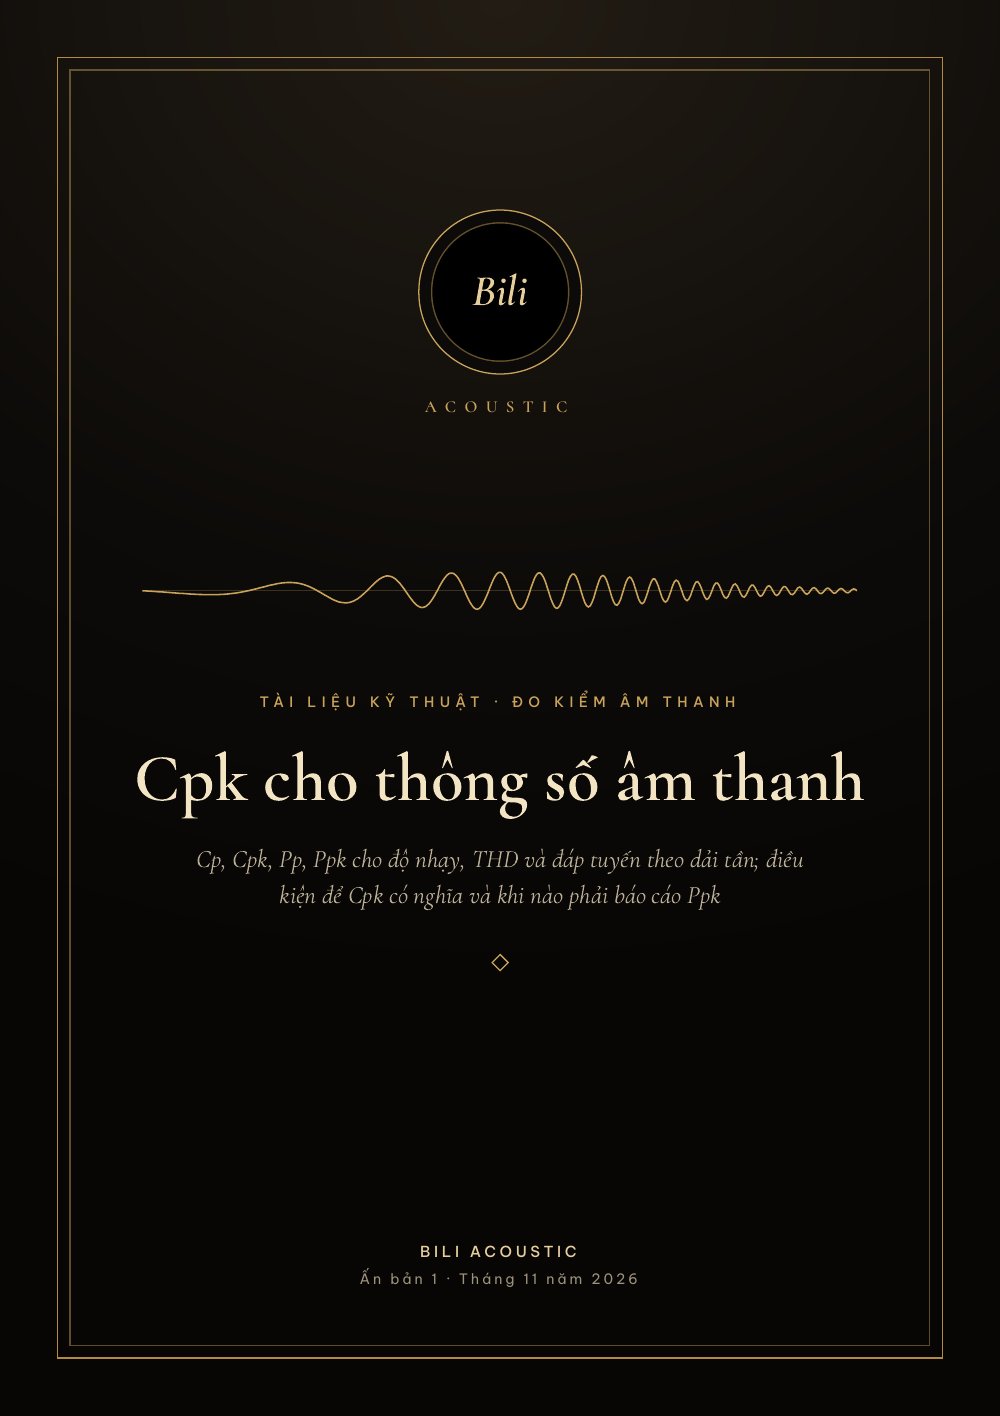 Bili
ACOUSTIC
TÀI LIỆU KỸ THUẬT · ĐO KIỂM ÂM THANH
Cpk cho thông số âm thanh
Cp, Cpk, Pp, Ppk cho độ nhạy, THD và đáp tuyến theo dải tần; điều
kiện để Cpk có nghĩa và khi nào phải báo cáo Ppk
BILI ACOUSTIC
Ấn bản 1 · Tháng 11 năm 2026